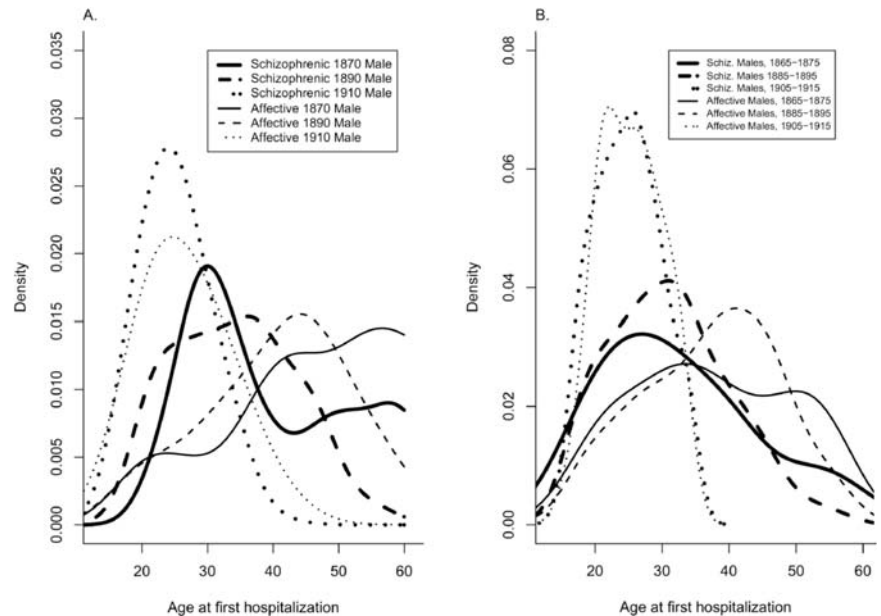 A.
0.035
0.030
0.025
0.020
0.015
0.010
0.005
0.000
Density
Schizophrenic 1870 Male
Schizophrenic 1890 Male
Schizophrenic 1910 Male
Affective 1870 Male
Affective 1890 Male
Affective 1910 Male
20 30 40 50 60
Age at first hospitalization
B.
0.08
0.06
0.04
0.02
0.00
Density
Schiz. Males, 1865-1875
Schiz. Males 1885-1895
Schiz. Males, 1905-1915
Affective Males, 1865-1875
Affective Males, 1885-1895
Affective Males, 1905-1915
20 30 40 50 60
Age at first hospitalization